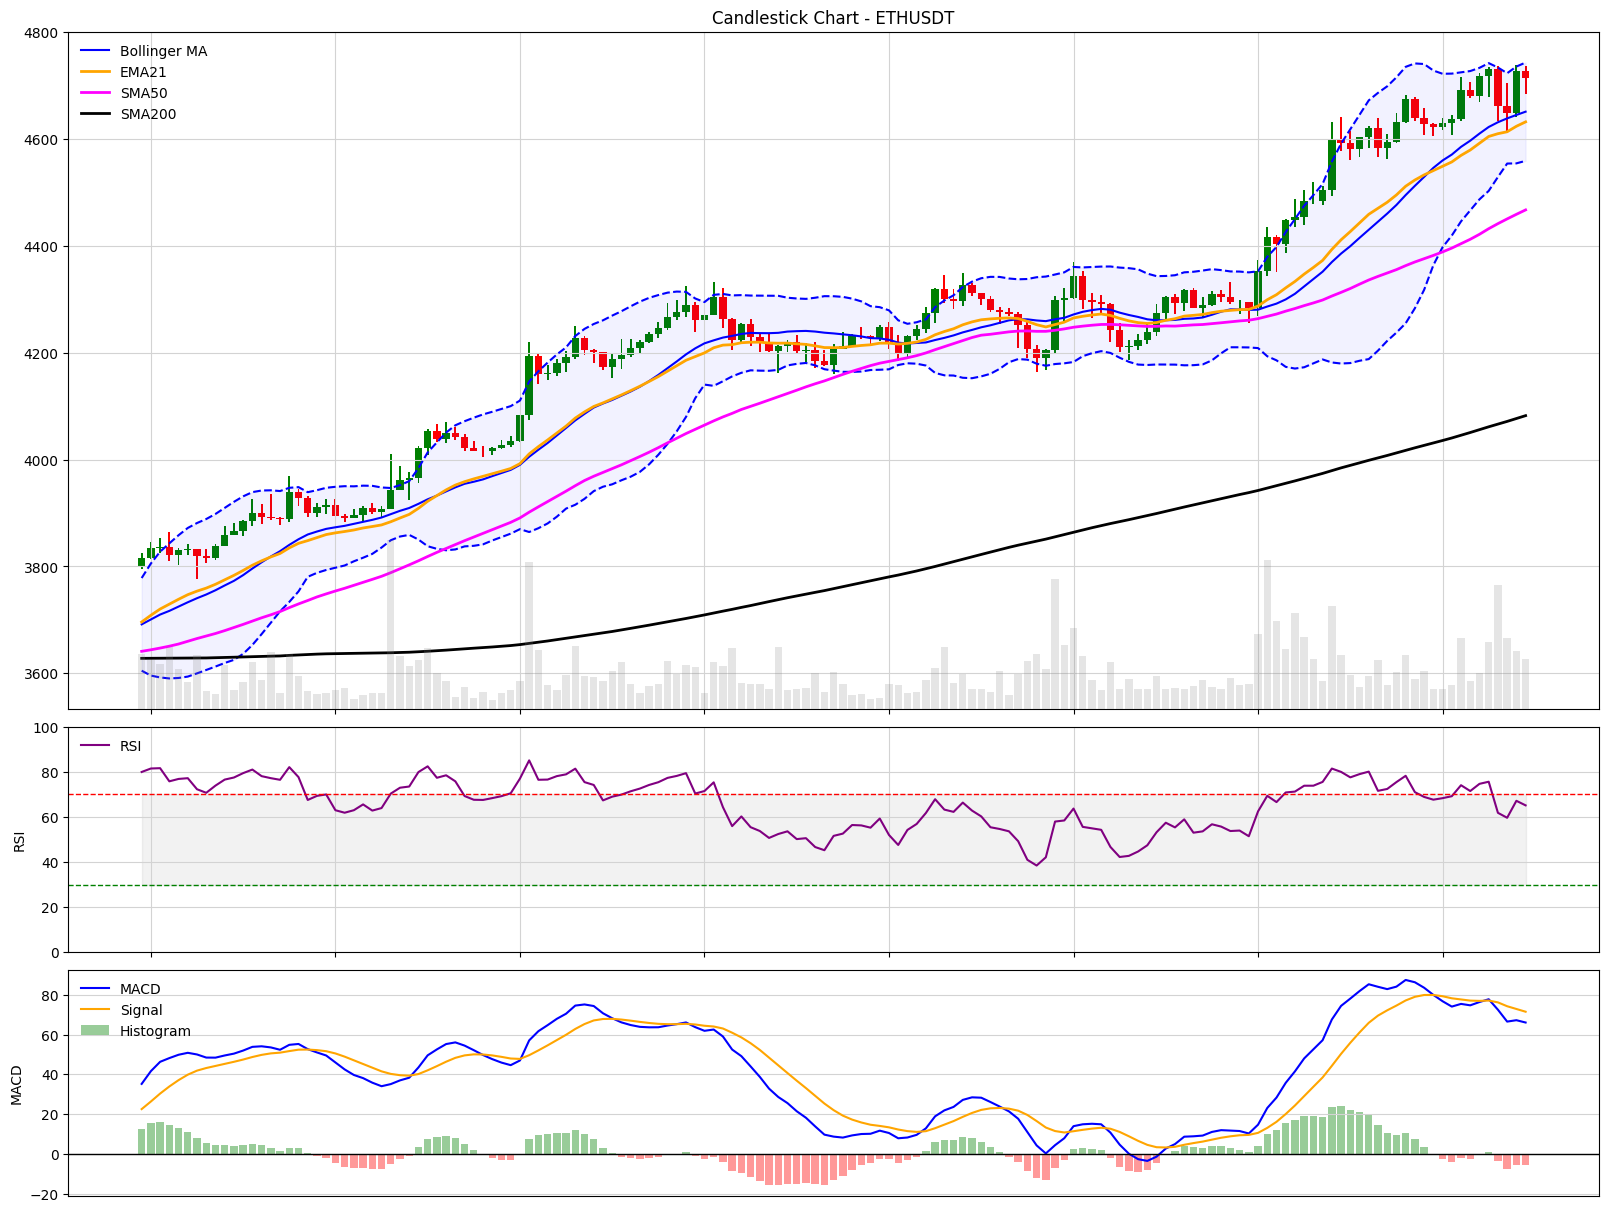 Candlestick Chart - ETHUSDT
Bollinger MA
EMA21
SMA50
SMA200
4800
4600
4400
4200
4000
3800
3600
RSI
RSI
100
80
60
40
20
0
MACD
Signal
Histogram
MACD
80
60
40
20
0
−20